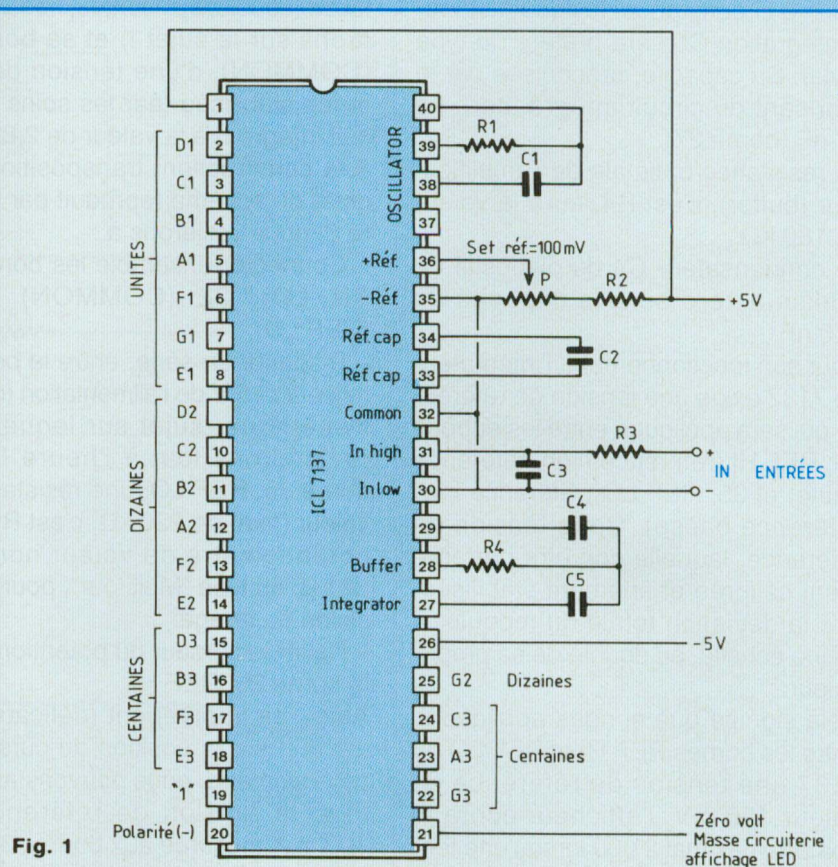 1
D1 2
C1 3
B1 4
A1 5
F1 6
G1 7
E1 8
UNITES
D2
C2 10
B2 11
A2 12
F2 13
E2 14
DIZAINES
D3 15
B3 16
F3 17
E3 18
CENTAINES
"1" 19
Polarité (-) 20
ICL 7137
OSCILLATOR
40
39 R1
38 C1
37
+Réf. 36 Set réf.=100mV
-Réf 35 P R2 +5V
Réf. cap 34
C2
Réf cap 33
Common 32
In high 31 R3 +
C3 IN ENTRÉES
In low 30 -
29 C4
Buffer 28 R4
C5
Integrator 27
26 -5V
25 G2 Dizaines
24 C3
23 A3 Centaines
22 G3
21 Zéro volt
Masse circuiterie
affichage LED
Fig. 1